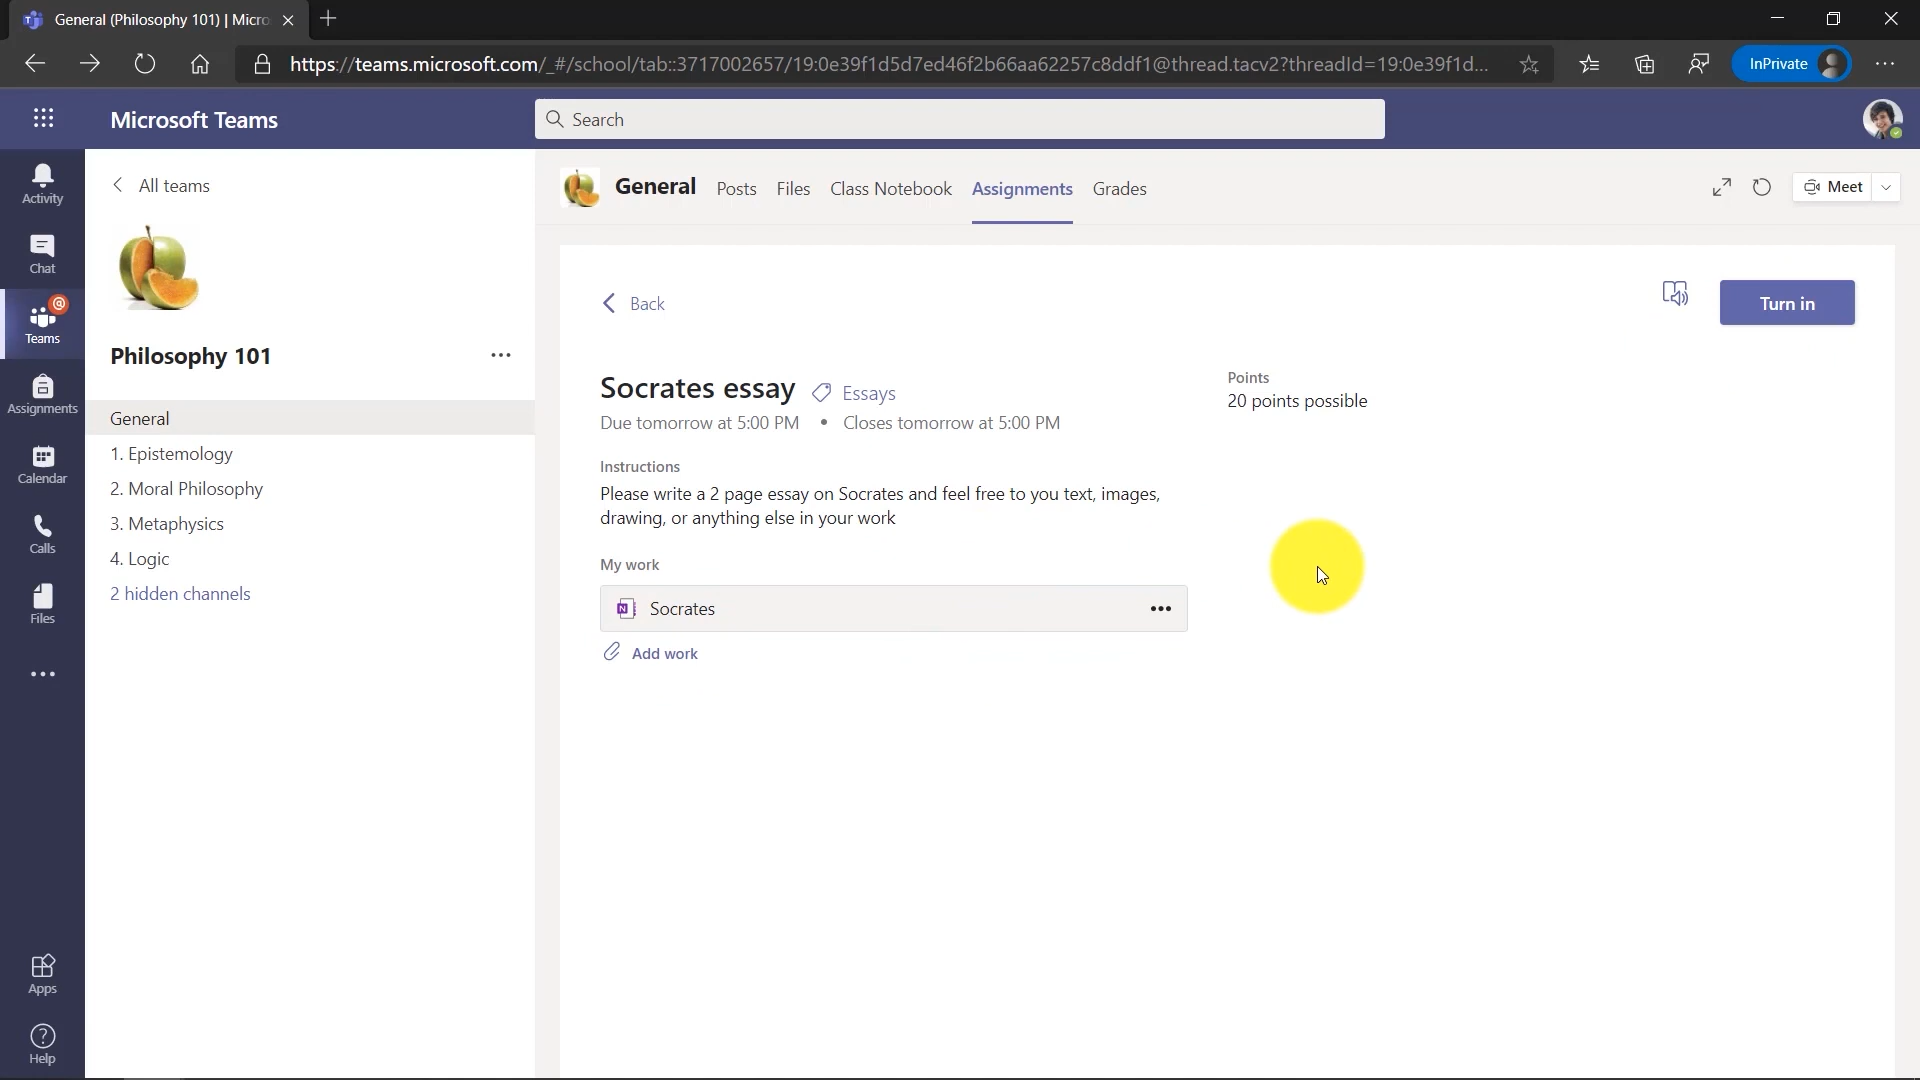 General (Philosophy 101) | Micro
https://teams.microsoft.com/_#/school/tab::3717002657/19:0e39f1d5d7ed46f2b66aa62257c8ddf1@thread.tacv2?threadId=19:0e39f1d...
InPrivate
Microsoft Teams
Search
Activity
Chat
Teams
Assignments
Calendar
Calls
Files
Apps
Help
All teams
Philosophy 101
General
1. Epistemology
2. Moral Philosophy
3. Metaphysics
4. Logic
2 hidden channels
General Posts Files Class Notebook Assignments Grades
Meet
Back
Turn in
Socrates essay Essays
Due tomorrow at 5:00 PM • Closes tomorrow at 5:00 PM
Points
20 points possible
Instructions
Please write a 2 page essay on Socrates and feel free to you text, images,
drawing, or anything else in your work
My work
Socrates
Add work